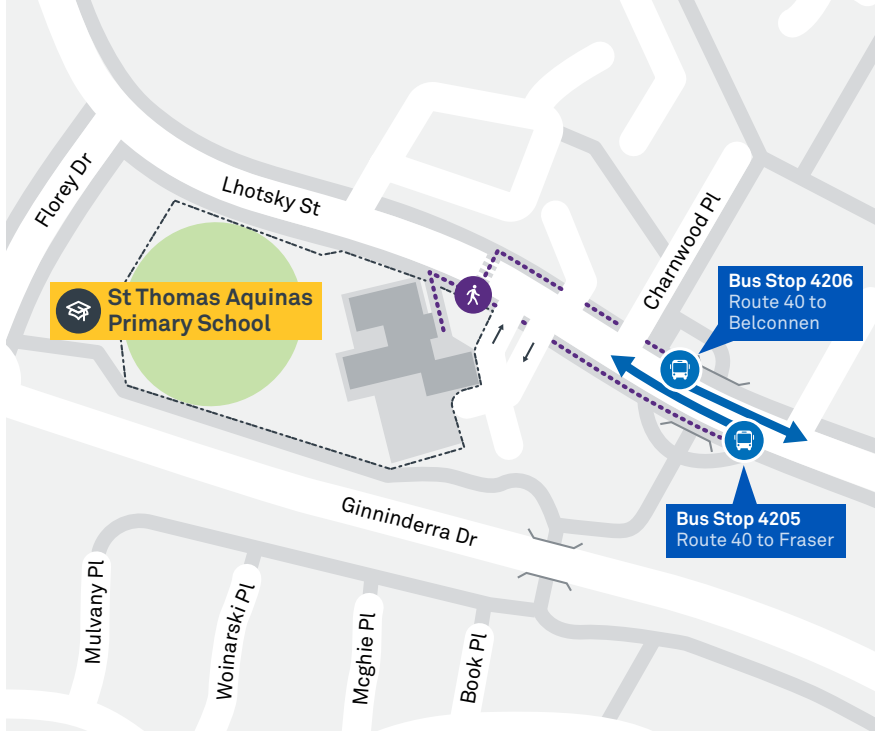 Florey Dr
Lhotsky St
Charnwood Pl
St Thomas Aquinas
Primary School
Bus Stop 4206
Route 40 to
Belconnen
Bus Stop 4205
Route 40 to Fraser
Ginninderra Dr
Mulvany Pl
Woinarski Pl
Mcghie Pl
Book Pl